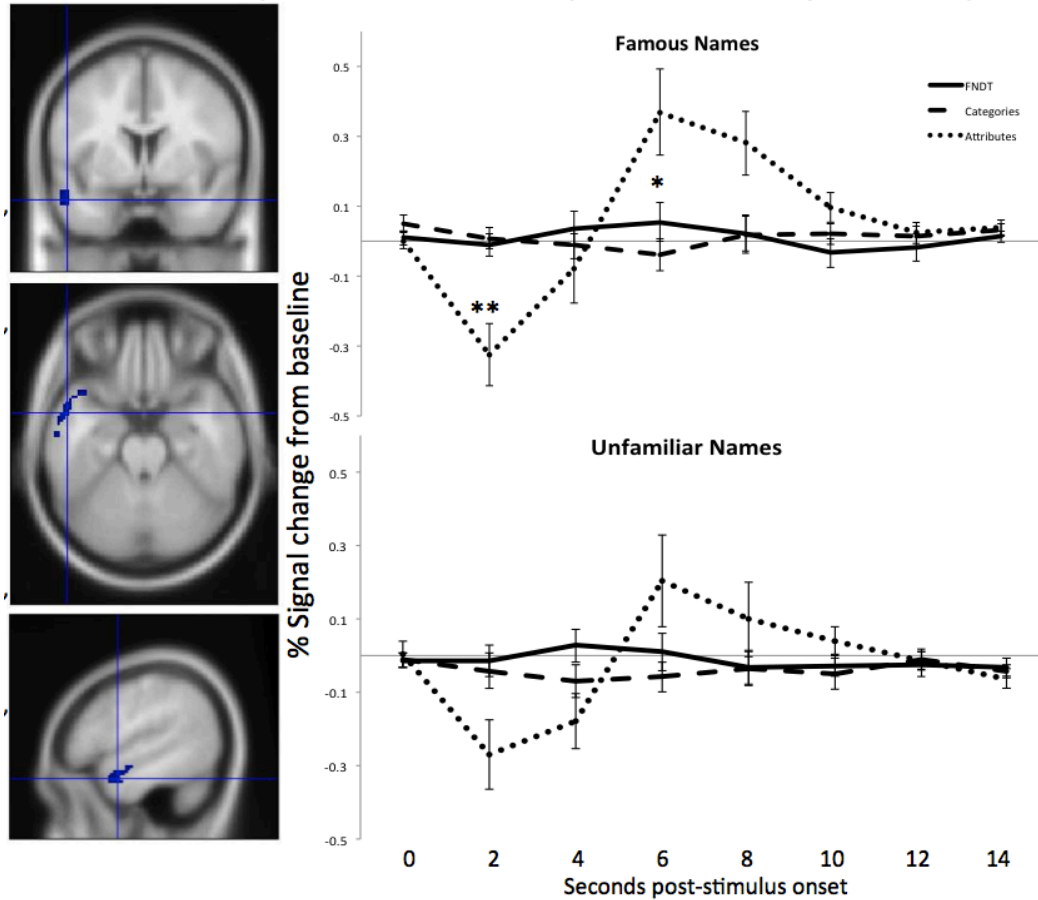 Famous Names
FNDT
Categories
Attributes
0.5
0.3
0.1
-0.1
-0.3
-0.5
*
**
% Signal change from baseline
Unfamiliar Names
0.5
0.3
0.1
-0.1
-0.3
-0.5
0 2 4 6 8 10 12 14
Seconds post-stimulus onset